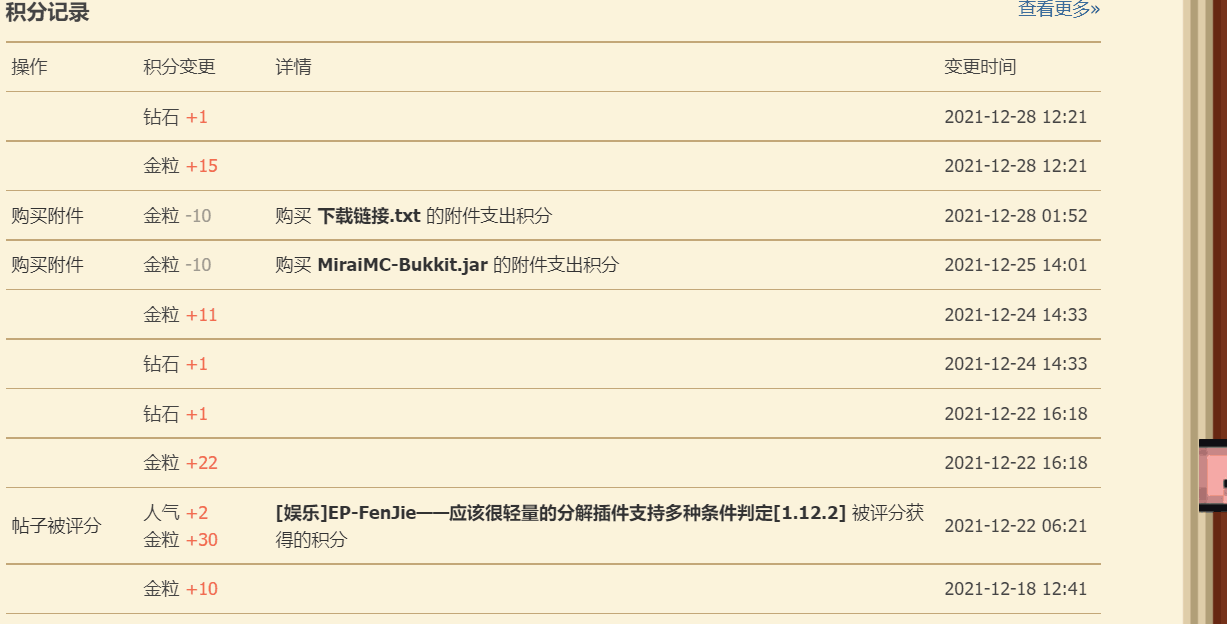 积分记录 查看更多»
操作 积分变更 详情 变更时间
钻石 +1 2021-12-28 12:21
金粒 +15 2021-12-28 12:21
购买附件 金粒 -10 购买 下载链接.txt 的附件支出积分 2021-12-28 01:52
购买附件 金粒 -10 购买 MiraiMC-Bukkit.jar 的附件支出积分 2021-12-25 14:01
金粒 +11 2021-12-24 14:33
钻石 +1 2021-12-24 14:33
钻石 +1 2021-12-22 16:18
金粒 +22 2021-12-22 16:18
帖子被评分 人气 +2 [娱乐]EP-FenJie——应该很轻量的分解插件支持多种条件判定[1.12.2] 被评分获 2021-12-22 06:21
金粒 +30 得的积分
金粒 +10 2021-12-18 12:41